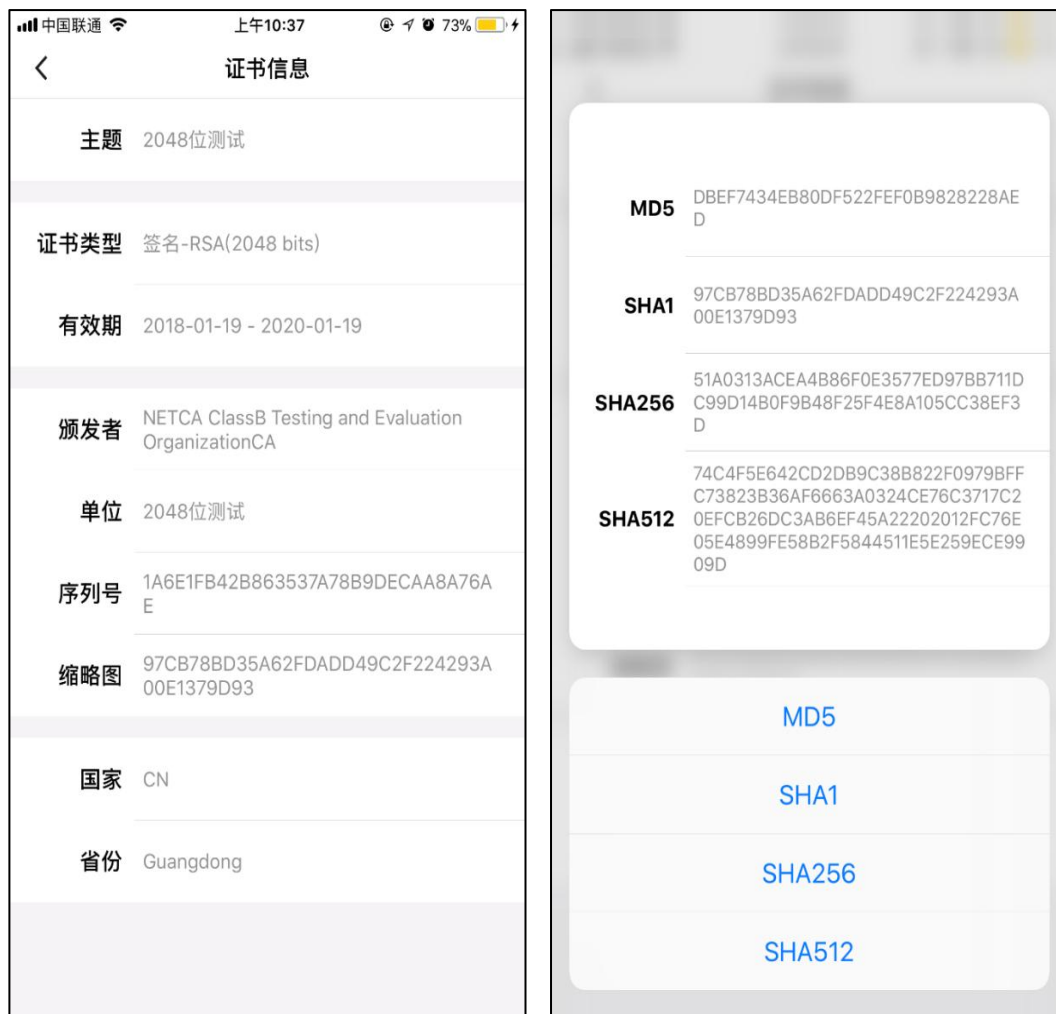 中国联通 上午10:37 73%
证书信息
主题 2048位测试
证书类型 签名-RSA(2048 bits)
有效期 2018-01-19 - 2020-01-19
颁发者 NETCA ClassB Testing and Evaluation
OrganizationCA
单位 2048位测试
序列号 1A6E1FB42B863537A78B9DECAA8A76A
E
缩略图 97CB78BD35A62FDADD49C2F224293A
00E1379D93
国家 CN
省份 Guangdong
MD5 DBEF7434EB80DF522FEF0B9828228AE
D
SHA1 97CB78BD35A62FDADD49C2F224293A
00E1379D93
SHA256 51A0313ACEA4B86F0E3577ED97BB711D
C99D14B0F9B48F25F4E8A105CC38EF3
D
SHA512 74C4F5E642CD2DB9C38B822F0979BFF
C73823B36AF6663A0324CE76C3717C2
0EFCB26DC3AB6EF45A22202012FC76E
05E4899FE58B2F5844511E5E259ECE99
09D
MD5
SHA1
SHA256
SHA512